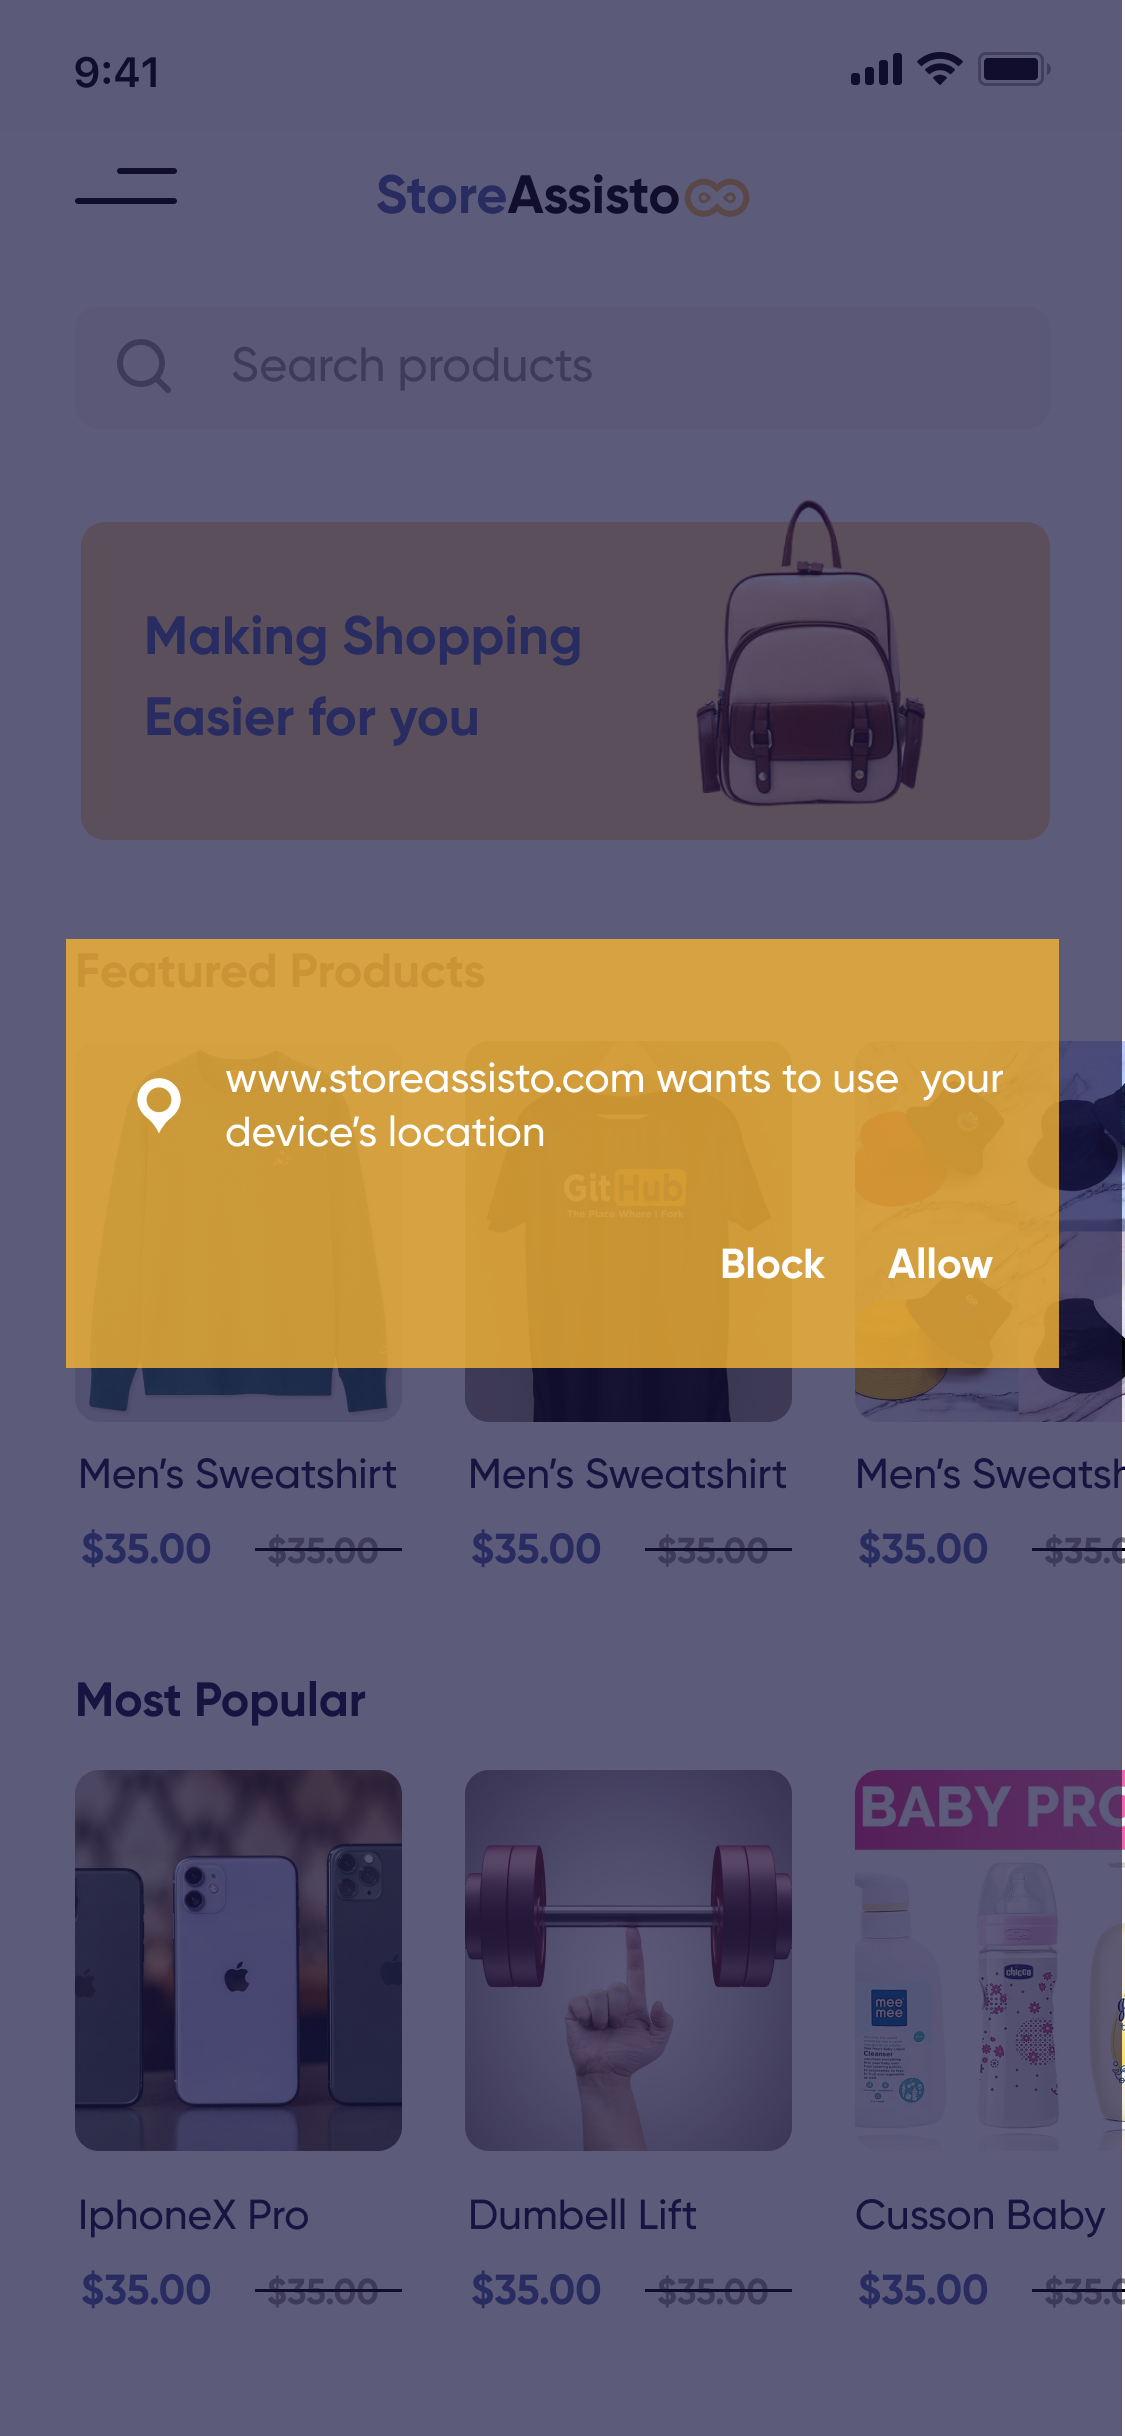 9:41
StoreAssisto
Search products
Making Shopping
Easier for you
Featured Products
www.storeassisto.com wants to use  your
device’s location
GitHub
The Place Where I Fork
Block Allow
Men’s Sweatshirt Men’s Sweatshirt Men’s Sweatsh
$35.00 $35.00 $35.00 $35.00 $35.00 $35.0
Most Popular
BABY PRO
chicco
mee
mee
Cleanser
IphoneX Pro Dumbell Lift Cusson Baby
$35.00 $35.00 $35.00 $35.00 $35.00 $35.0